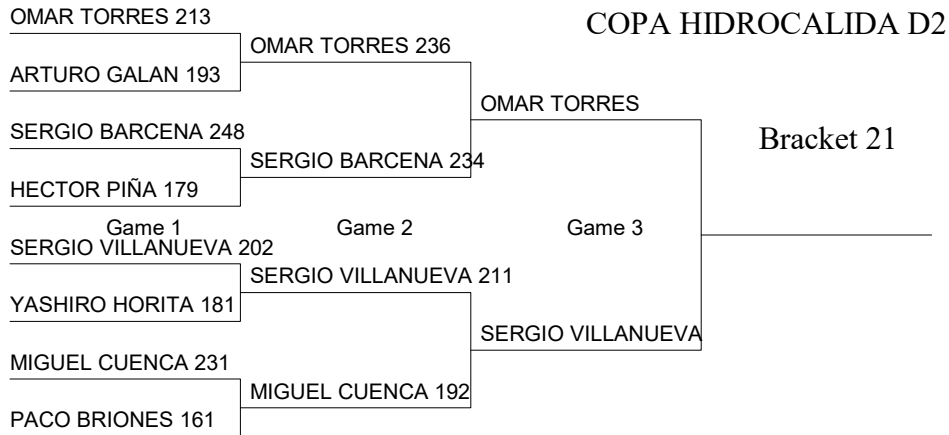 OMAR TORRES 213
COPA HIDROCALIDA D2
OMAR TORRES 236
ARTURO GALAN 193
OMAR TORRES
SERGIO BARCENA 248
Bracket 21
SERGIO BARCENA 234
HECTOR PIÑA 179
Game 1
Game 2
Game 3
SERGIO VILLANUEVA 202
SERGIO VILLANUEVA 211
YASHIRO HORITA 181
SERGIO VILLANUEVA
MIGUEL CUENCA 231
MIGUEL CUENCA 192
PACO BRIONES 161